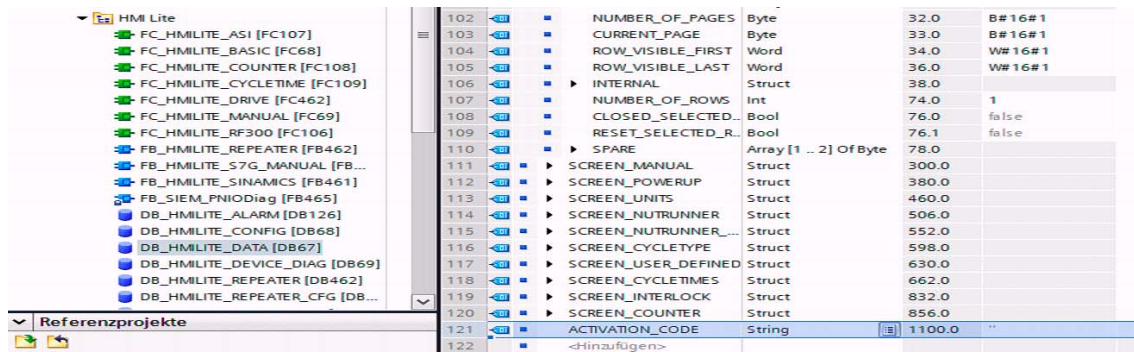 HMI Lite
FC_HMILITE_ASI [FC107]
FC_HMILITE_BASIC [FC68]
FC_HMILITE_COUNTER [FC108]
FC_HMILITE_CYCLETIME [FC109]
FC_HMILITE_DRIVE [FC462]
FC_HMILITE_MANUAL [FC69]
FC_HMILITE_RF300 [FC106]
FB_HMILITE_REPEATER [FB462]
FB_HMILITE_S7G_MANUAL [FB...
FB_HMILITE_SINAMICS [FB461]
FB_SIEM_PNIODiag [FB465]
DB_HMILITE_ALARM [DB126]
DB_HMILITE_CONFIG [DB68]
DB_HMILITE_DATA [DB67]
DB_HMILITE_DEVICE_DIAG [DB69]
DB_HMILITE_REPEATER [DB462]
DB_HMILITE_REPEATER_CFG [DB...
Referenzprojekte
102 NUMBER_OF_PAGES Byte 32.0 B#16#1
103 CURRENT_PAGE Byte 33.0 B#16#1
104 ROW_VISIBLE_FIRST Word 34.0 W#16#1
105 ROW_VISIBLE_LAST Word 36.0 W#16#1
106 INTERNAL Struct 38.0
107 NUMBER_OF_ROWS Int 74.0 1
108 CLOSED_SELECTED.. Bool 76.0 false
109 RESET_SELECTED_R.. Bool 76.1 false
110 SPARE Array [1 .. 2] Of Byte 78.0
111 SCREEN_MANUAL Struct 300.0
112 SCREEN_POWERUP Struct 380.0
113 SCREEN_UNITS Struct 460.0
114 SCREEN_NUTRUNNER Struct 506.0
115 SCREEN_NUTRUNNER_... Struct 552.0
116 SCREEN_CYCLETYPE Struct 598.0
117 SCREEN_USER_DEFINED Struct 630.0
118 SCREEN_CYCLETIMES Struct 662.0
119 SCREEN_INTERLOCK Struct 832.0
120 SCREEN_COUNTER Struct 856.0
121 ACTIVATION_CODE String 1100.0 ''
122 <Hinzufügen>